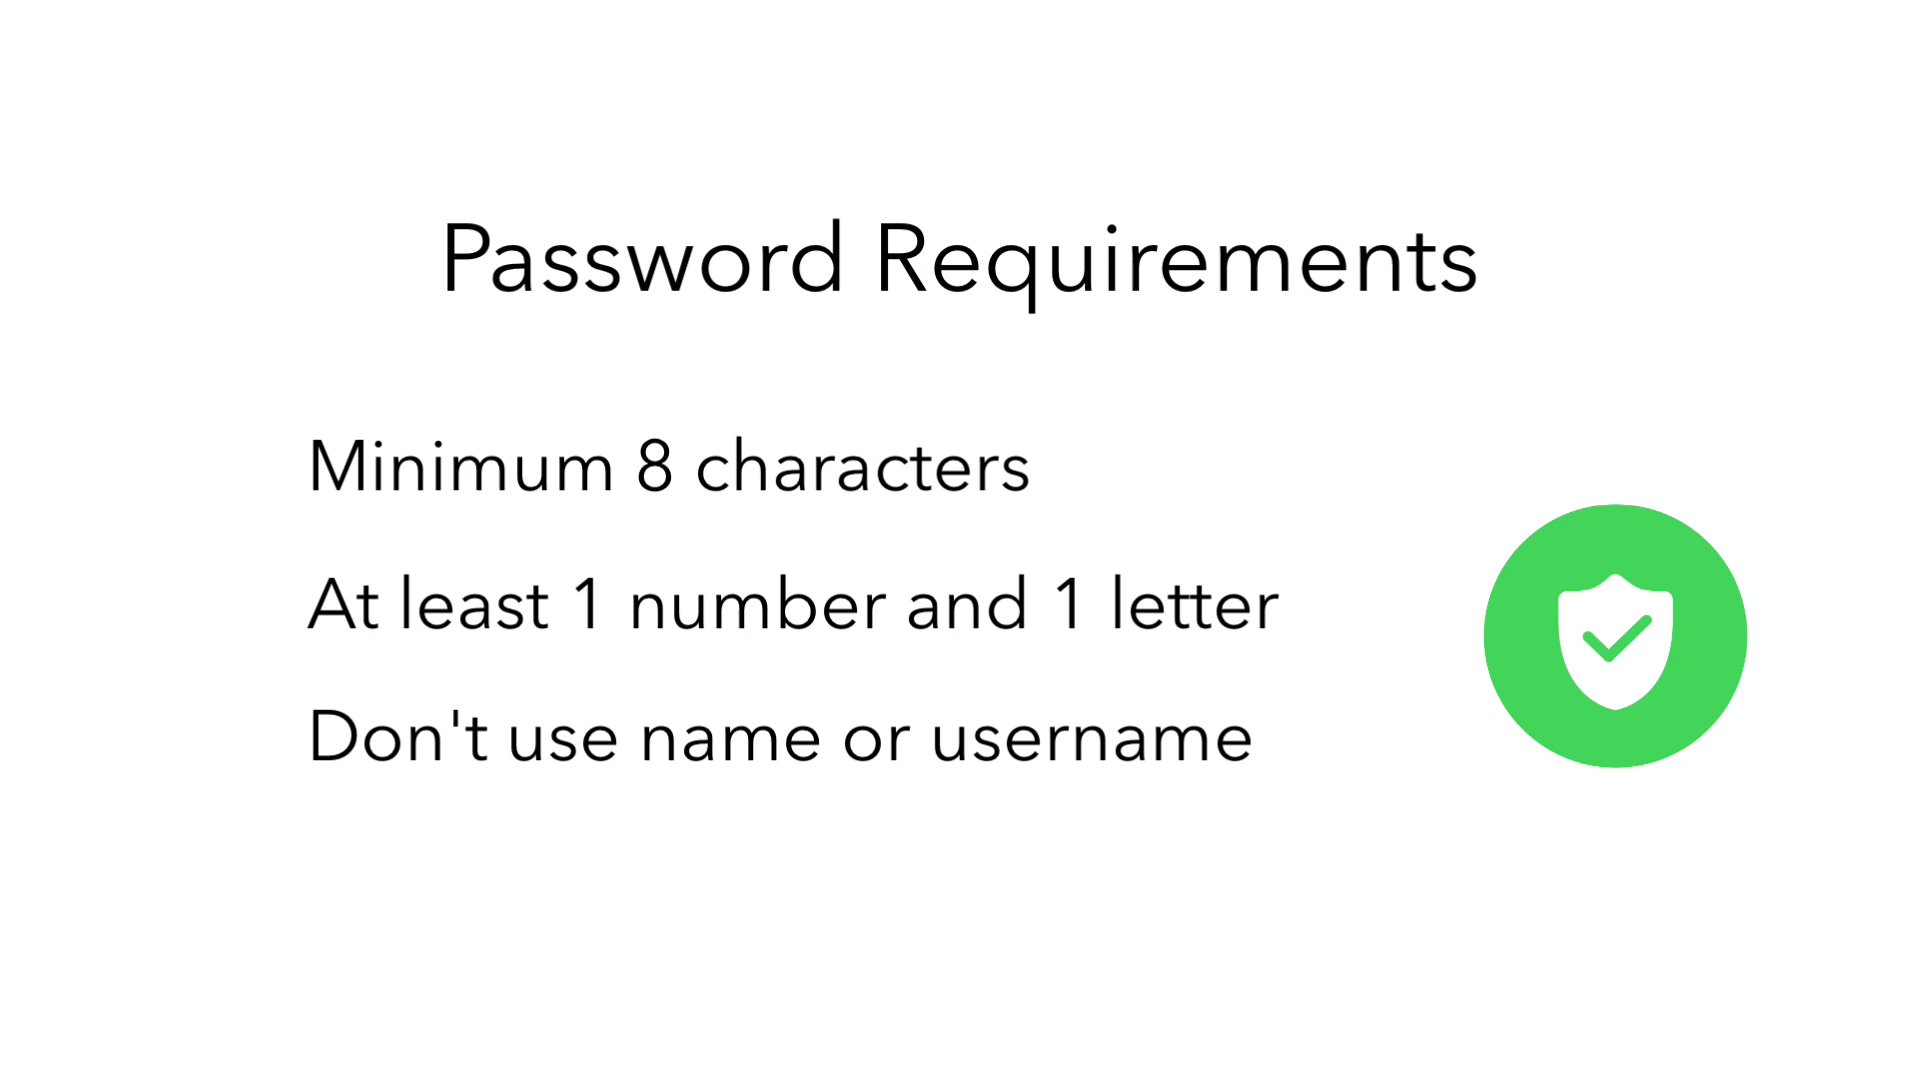 Password Requirements
Minimum 8 characters
At least 1 number and 1 letter
Don't use name or username